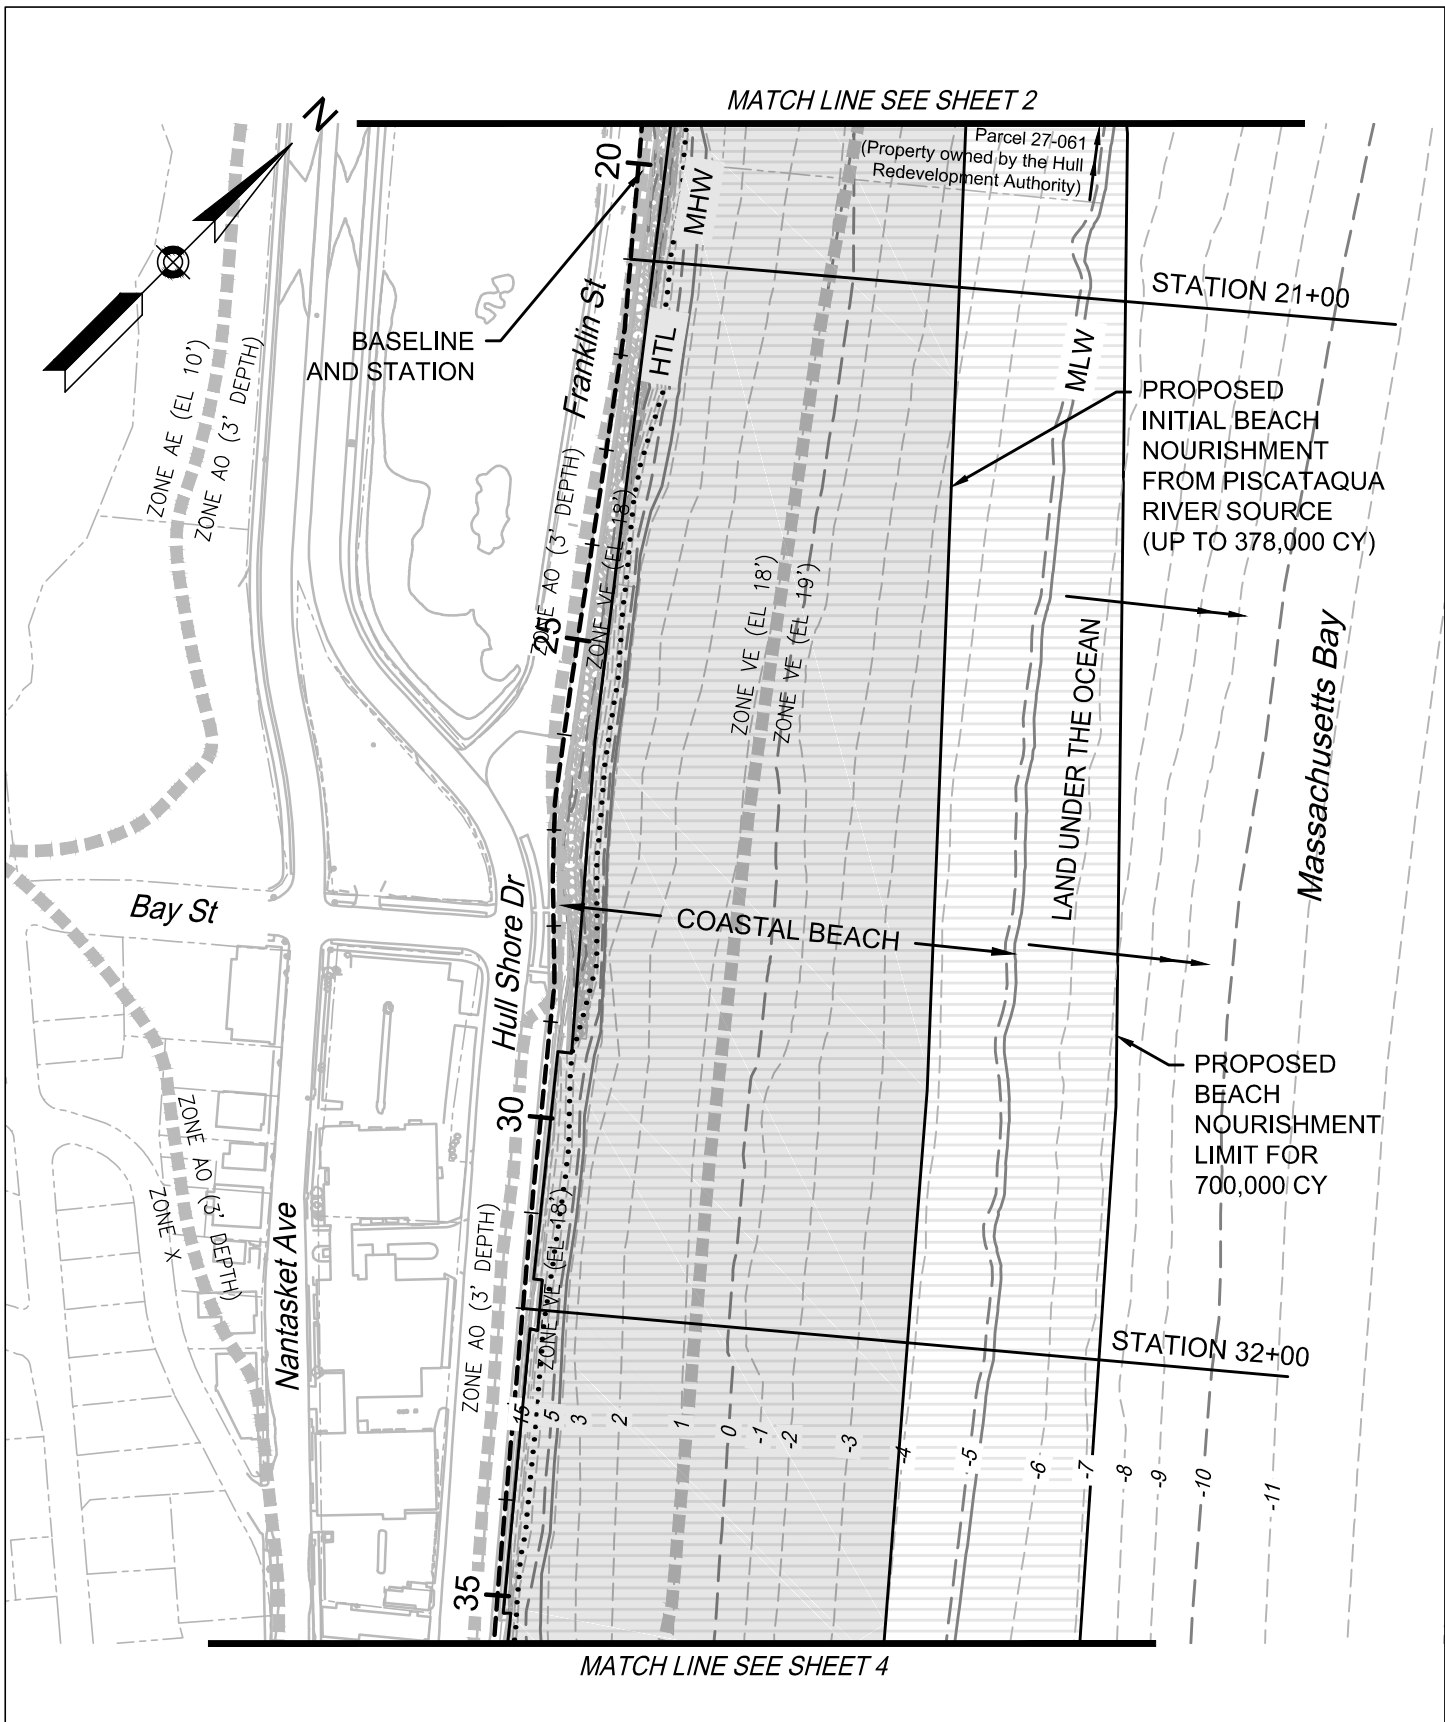 MATCH LINE SEE SHEET 2
N
Parcel 27-061
(Property owned by the Hull
Redevelopment Authority)
20
MHW
STATION 21+00
Franklin St
BASELINE
AND STATION
HTL
MLW
ZONE AE (EL 10')
ZONE AO (3' DEPTH)
PROPOSED
INITIAL BEACH
NOURISHMENT
FROM PISCATAQUA
RIVER SOURCE
(UP TO 378,000 CY)
ZONE AO (3' DEPTH)
ZONE VE (EL 18')
25
ZONE VE (EL 18')
ZONE VE (EL 19')
LAND UNDER THE OCEAN
Massachusetts Bay
Bay St
Hull Shore Dr
COASTAL BEACH
PROPOSED
BEACH
NOURISHMENT
LIMIT FOR
700,000 CY
30
ZONE AO (3' DEPTH)
ZONE X
Nantasket Ave
ZONE AO (3' DEPTH)
ZONE VE (EL 18')
STATION 32+00
15
5
3
2
1
0
-1
-2
-3
-4
-5
-6
-7
-8
-9
-10
-11
35
MATCH LINE SEE SHEET 4